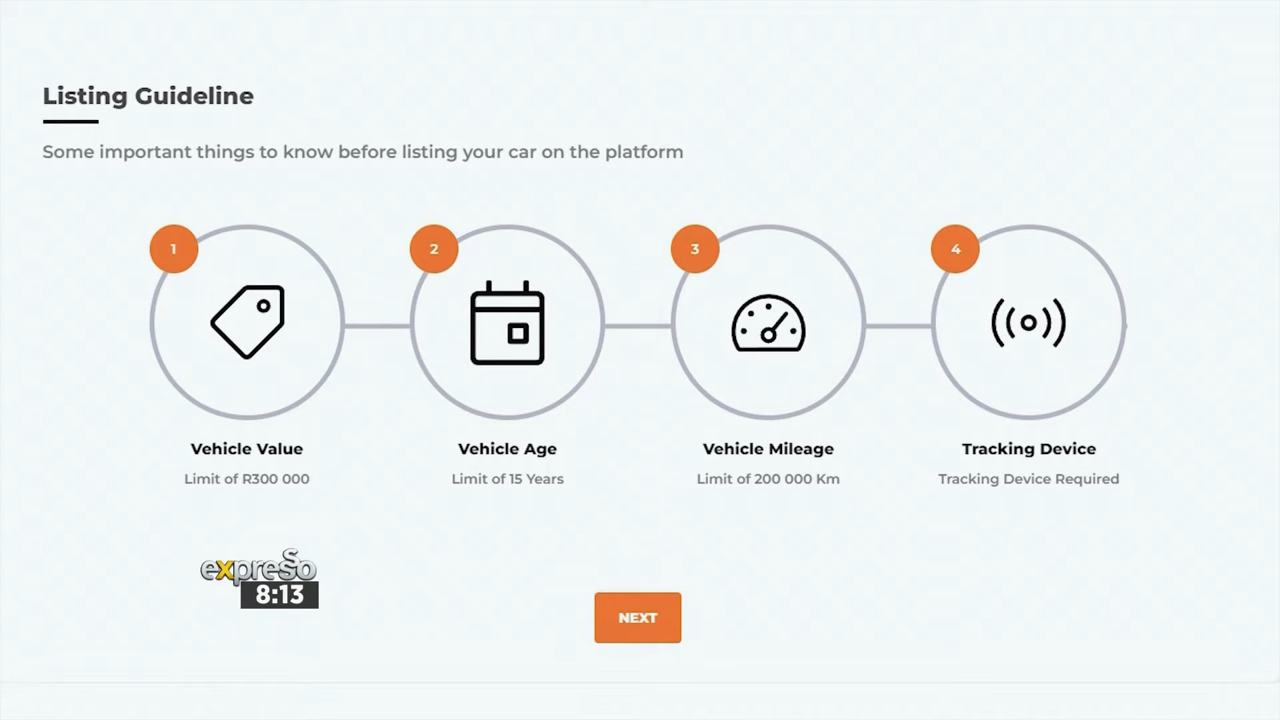 Listing Guideline
Some important things to know before listing your car on the platform
1
2
3
4
Vehicle Value
Limit of R300 000
Vehicle Age
Limit of 15 Years
Vehicle Mileage
Limit of 200 000 Km
Tracking Device
Tracking Device Required
expresso
8:13
NEXT